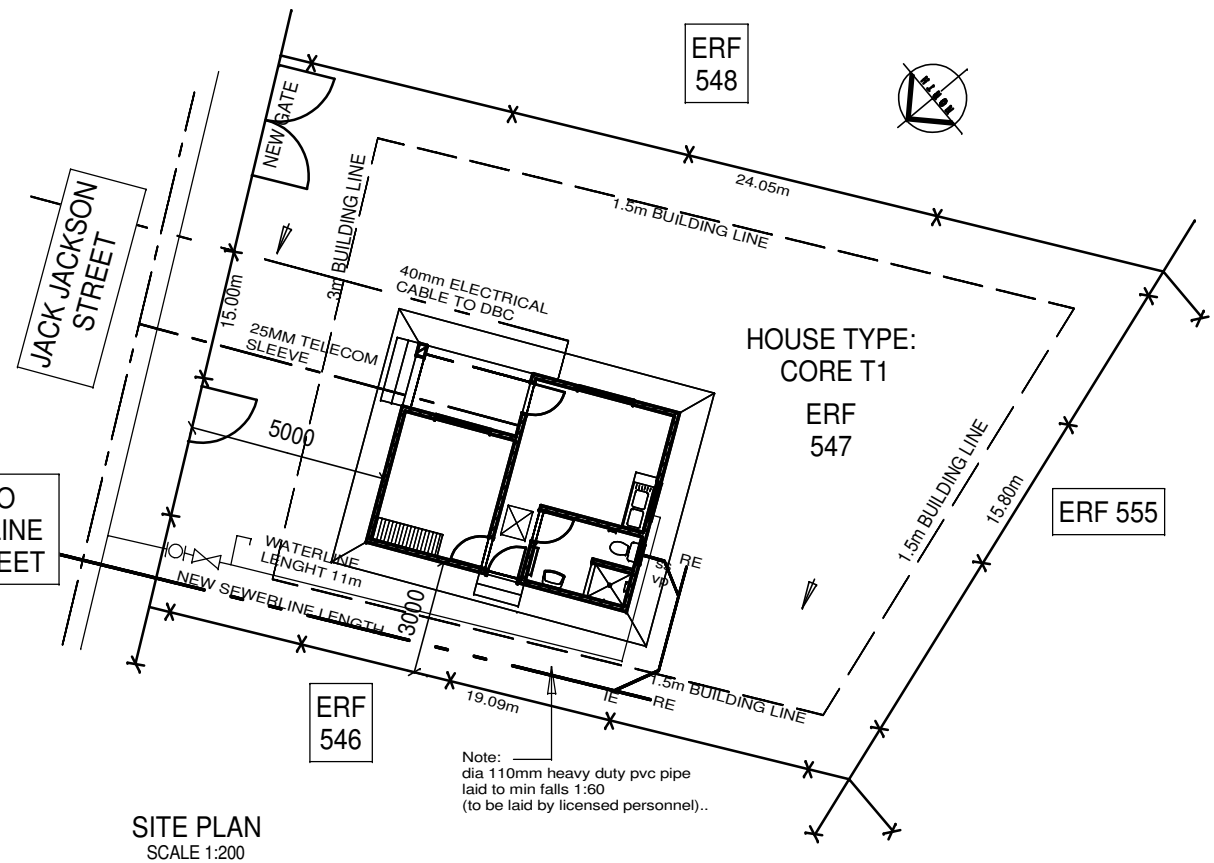 ERF
548
NORTH
NEW GATE
24.05m
1.5m BUILDING LINE
3m BUILDING LINE
JACK JACKSON
STREET
15.00m
40mm ELECTRICAL
CABLE TO DBC
25MM TELECOM
SLEEVE
HOUSE TYPE:
CORE T1
ERF
547
5000
1.5m BUILDING LINE
15.80m
ERF 555
O
INE
EET
WATERLINE
LENGHT 11m
NEW SEWERLINE LENGTH
3000
RE
vp
1.5m BUILDING LINE
IE
RE
19.09m
ERF
546
Note:
dia 110mm heavy duty pvc pipe
laid to min falls 1:60
(to be laid by licensed personnel)..
SITE PLAN
SCALE 1:200